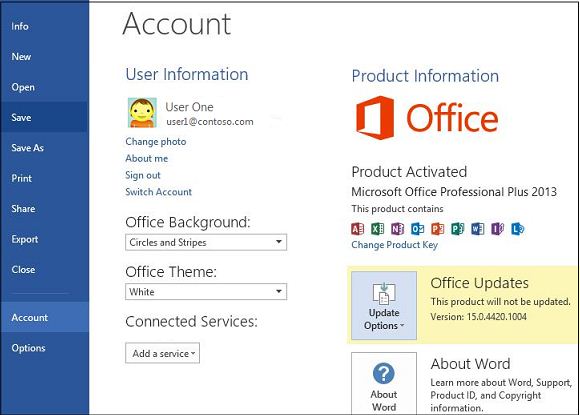 Info
New
Open
Save
Save As
Print
Share
Export
Close
Account
Options
Account
User Information
User One
user1@contoso.com
Change photo
About me
Sign out
Switch Account
Office Background:
Circles and Stripes
Office Theme:
White
Connected Services:
Add a service
Product Information
Office
Product Activated
Microsoft Office Professional Plus 2013
This product contains
Change Product Key
Update
Options
Office Updates
This product will not be updated.
Version: 15.0.4420.1004
About
Word
About Word
Learn more about Word, Support,
Product ID, and Copyright
information.